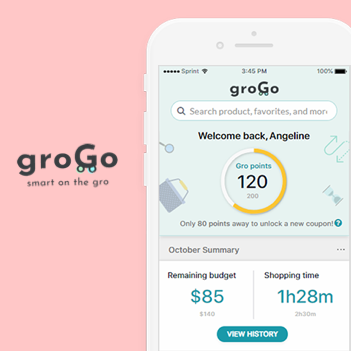 groGo
smart on the gro
Sprint
3:45 PM
100%
groGo
Search product, favorites, and more
Welcome back, Angeline
Gro points
120
200
Only 80 points away to unlock a new coupon!
?
October Summary
...
Remaining budget
Shopping time
$85
1h28m
$140
2h30m
VIEW HISTORY